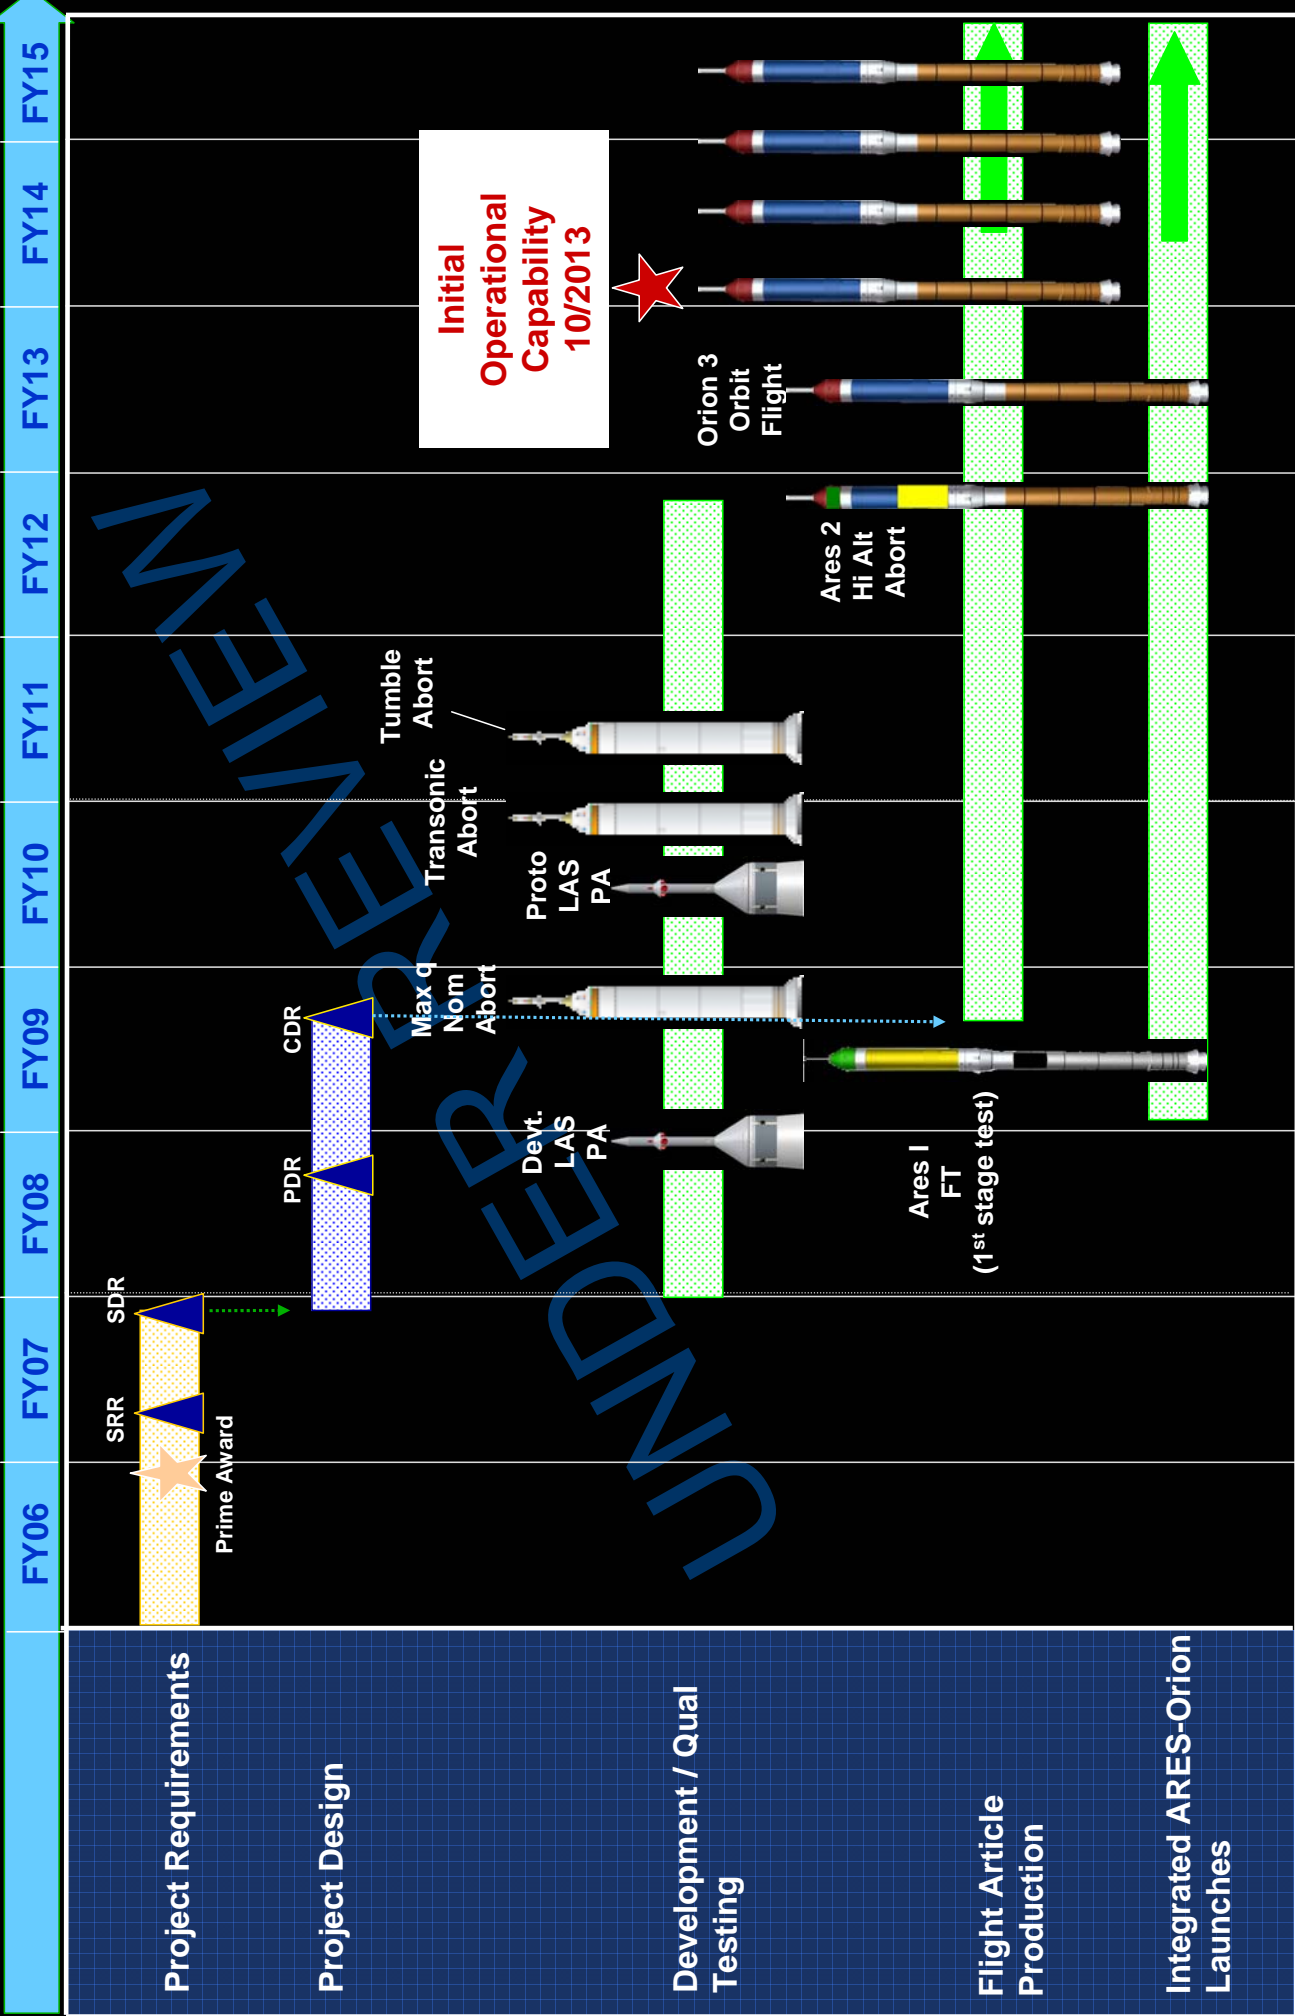 FY06
FY07
FY08
FY09
FY10
FY11
FY12
FY13
FY14
FY15
Project Requirements
SRR
SDR
Prime Award
Project Design
PDR
CDR
Initial
Operational
Capability
10/2013
Development / Qual
Testing
Devt.
LAS
PA
Max q
Nom
Abort
Proto
LAS
PA
Transonic
Abort
Tumble
Abort
Orion 3
Orbit
Flight
Ares 2
Hi Alt
Abort
Flight Article
Production
Ares I
FT
(1st stage test)
Integrated ARES-Orion
Launches
UNDER REVIEW